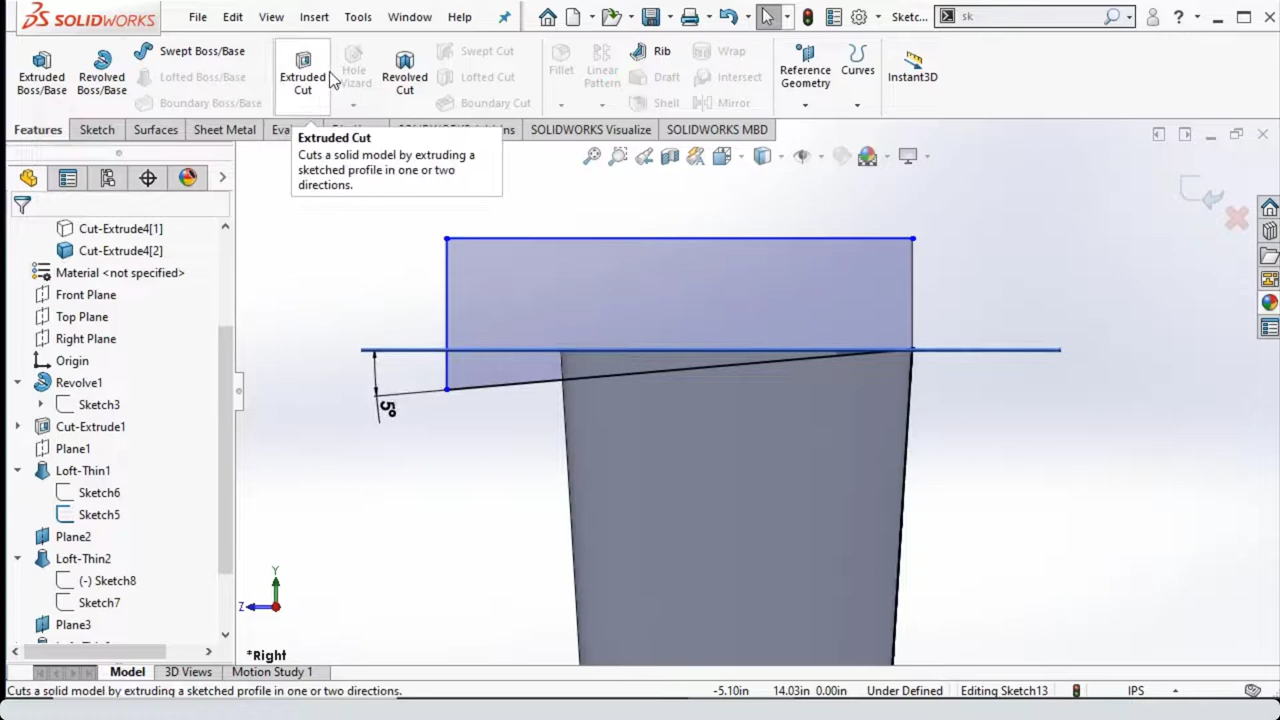 SOLIDWORKS
File Edit View Insert Tools Window Help
Sketc... sk
Extruded Boss/Base
Revolved Boss/Base
Swept Boss/Base
Lofted Boss/Base
Boundary Boss/Base
Extruded Cut
Hole Wizard
Revolved Cut
Swept Cut
Lofted Cut
Boundary Cut
Fillet
Linear Pattern
Rib
Draft
Shell
Wrap
Intersect
Mirror
Reference Geometry
Curves
Instant3D
Features Sketch Surfaces Sheet Metal SOLIDWORKS Visualize SOLIDWORKS MBD
Extruded Cut
Cuts a solid model by extruding a
sketched profile in one or two
directions.
Cut-Extrude4[1]
Cut-Extrude4[2]
Material <not specified>
Front Plane
Top Plane
Right Plane
Origin
Revolve1
Sketch3
Cut-Extrude1
Plane1
Loft-Thin1
Sketch6
Sketch5
Plane2
Loft-Thin2
(-) Sketch8
Sketch7
Plane3
5°
Y
Z
*Right
Model 3D Views Motion Study 1
Cuts a solid model by extruding a sketched profile in one or two directions. -5.10in 14.03in 0.00in Under Defined Editing Sketch13 IPS